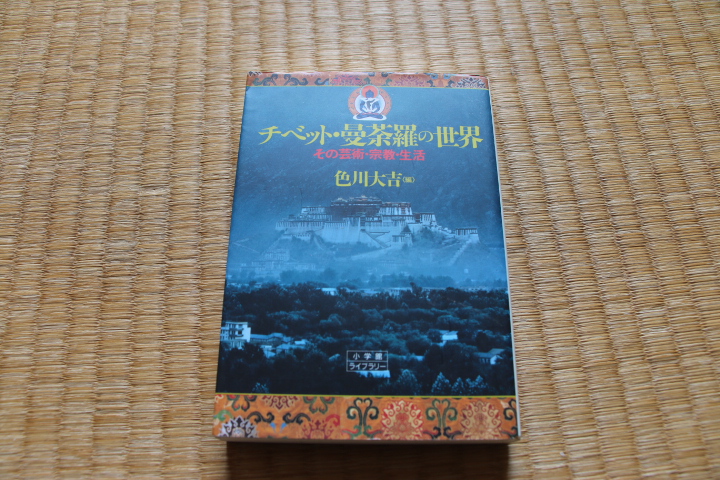 チベット・曼荼羅の世界
その芸術・宗教・生活
色川大吉(編)
小学館
ライブラリー